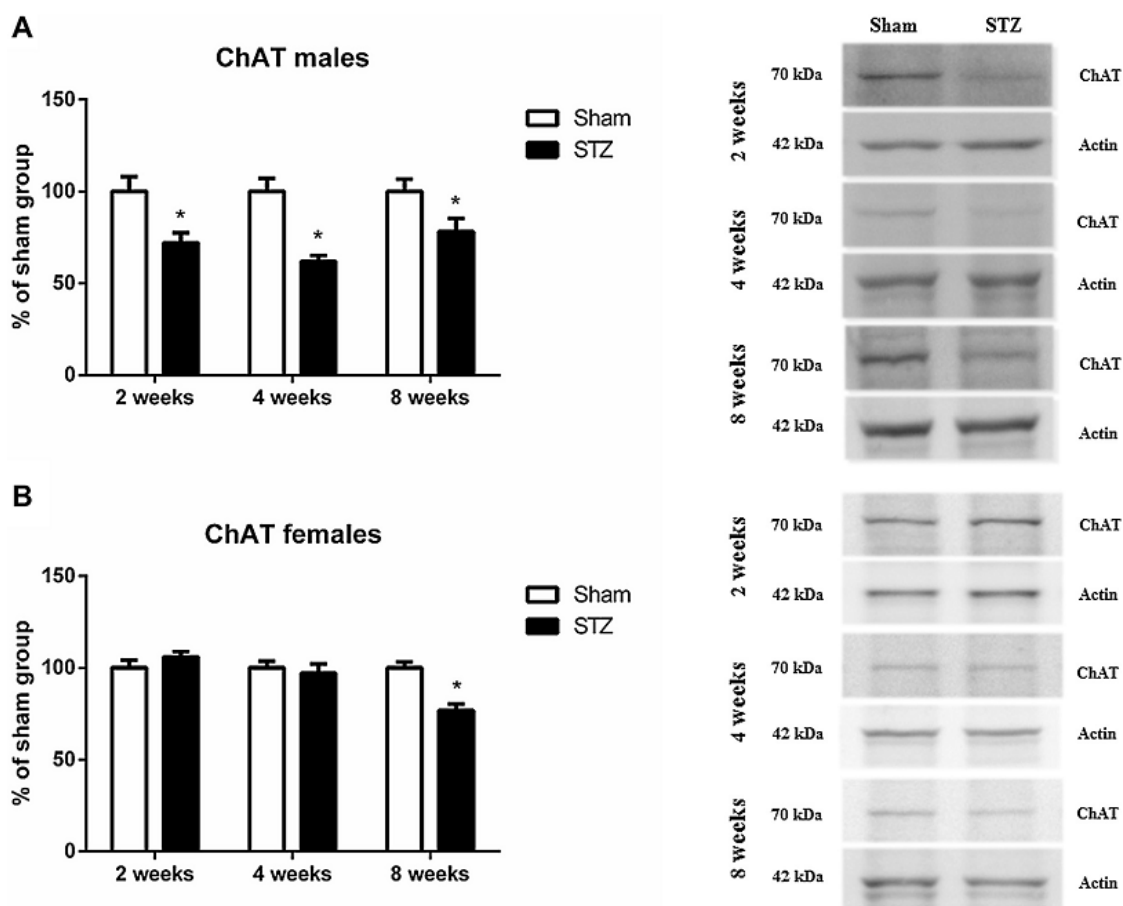 A
ChAT males
150
100
50
0
% of sham group
Sham
STZ
*
*
*
2 weeks
4 weeks
8 weeks
Sham
STZ
2 weeks
70 kDa
ChAT
42 kDa
Actin
4 weeks
70 kDa
ChAT
42 kDa
Actin
8 weeks
70 kDa
ChAT
42 kDa
Actin
B
ChAT females
150
100
50
0
% of sham group
Sham
STZ
*
2 weeks
4 weeks
8 weeks
2 weeks
70 kDa
ChAT
42 kDa
Actin
4 weeks
70 kDa
ChAT
42 kDa
Actin
8 weeks
70 kDa
ChAT
42 kDa
Actin